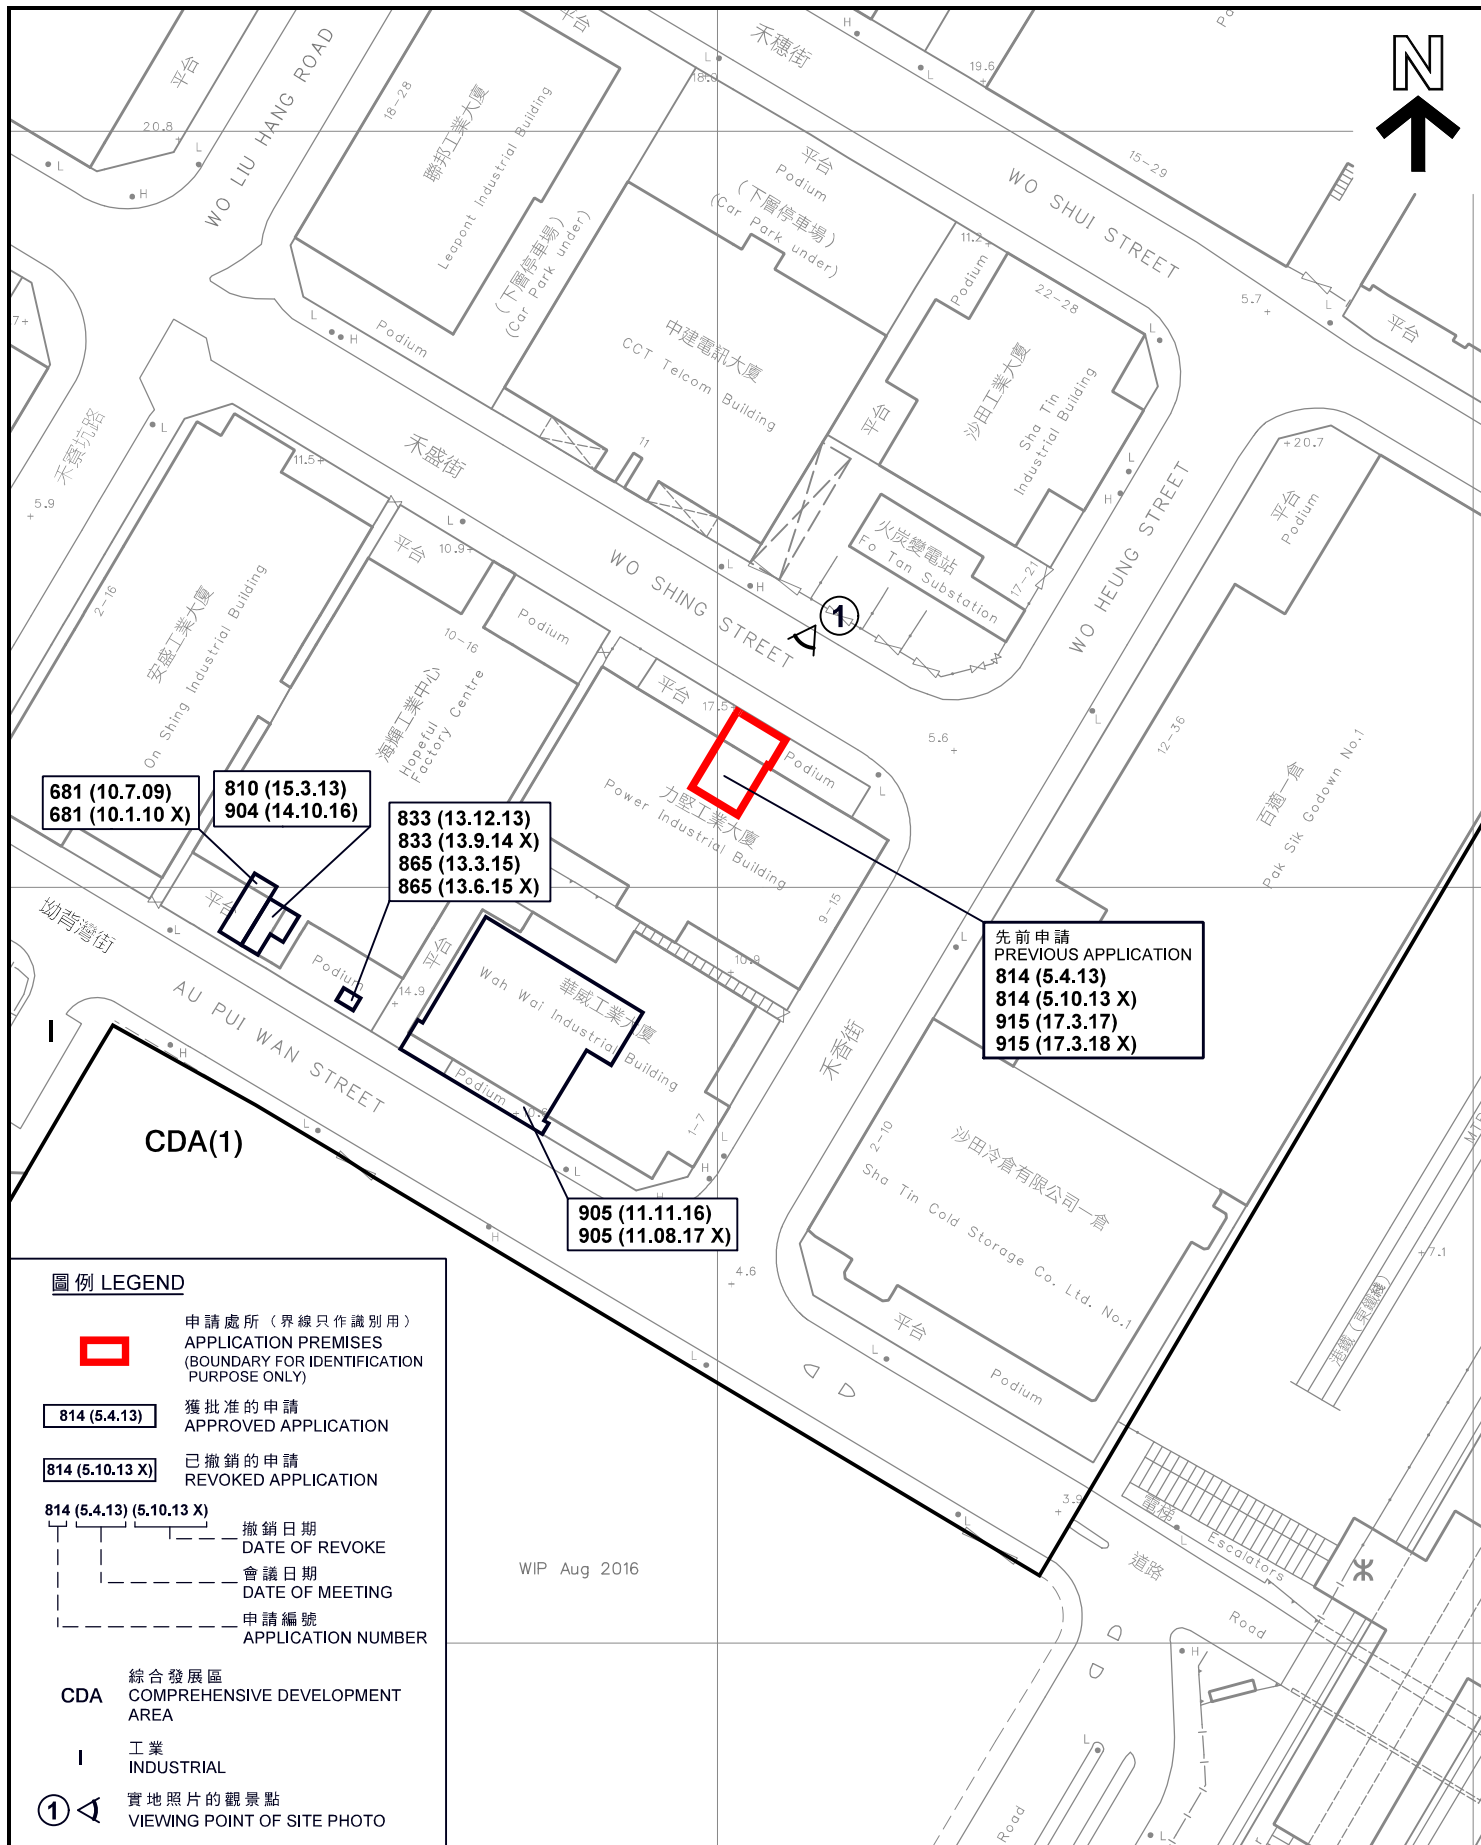 N
禾穗街
平台
H
L
18.9
19.6
WO LIU HANG ROAD
平台
20.8
L
H
L
18-28
聯邦工業大廈
Leapont Industrial Building
平台
Podium
(下層停車場)
(Car Park under)
15-29
WO SHUI STREET
(下層停車場)
(Car Park under)
11.2
Podium
22-28
5.7
L
平台
L
H
Podium
中建電訊大廈
CCT Telcom Building
沙田工業大廈
Sha Tin
Industrial Building
L
平台
禾寮坑路
L
禾盛街
11
+20.7
11.5+
5.9
L
10.9+
平台
L
H
平台
Podium
WO SHING STREET
L
H
火炭變電站
Fo Tan Substation
17-21
WO HEUNG STREET
1
2-16
安盛工業大廈
On Shing Industrial Building
10-16
Podium
海輝工業中心
Hopeful
Factory Centre
平台
17.5+
Podium
L
5.6
L
12-36
百適一倉
Pak Sik Godown No.1
力堅工業大廈
Power Industrial Building
681 (10.7.09)
681 (10.1.10 X)
810 (15.3.13)
904 (14.10.16)
833 (13.12.13)
833 (13.9.14 X)
865 (13.3.15)
865 (13.6.15 X)
9-15
坳背灣街
L
平台
Podium
14.9
平台
華威工業大廈
Wah Wai Industrial Building
10.9
L
先前申請
PREVIOUS APPLICATION
814 (5.4.13)
814 (5.10.13 X)
915 (17.3.17)
915 (17.3.18 X)
AU PUI WAN STREET
I
H
Podium
禾香街
1-7
L
H
L
H
CDA(1)
L
2-10
沙田冷倉有限公司一倉
Sha Tin Cold Storage Co. Ltd. No.1
905 (11.11.16)
905 (11.08.17 X)
H
4.6
+7.1
平台
L
Podium
L
3.9
L
電梯
Escalators
L
道路
Road
WIP Aug 2016
H
L
L
Road
圖例 LEGEND
申請處所 (界線只作識別用)
APPLICATION PREMISES
(BOUNDARY FOR IDENTIFICATION
PURPOSE ONLY)
814 (5.4.13)
獲批准的申請
APPROVED APPLICATION
814 (5.10.13 X)
已撤銷的申請
REVOKED APPLICATION
814 (5.4.13) (5.10.13 X)
撤銷日期
DATE OF REVOKE
會議日期
DATE OF MEETING
申請編號
APPLICATION NUMBER
CDA
綜合發展區
COMPREHENSIVE DEVELOPMENT
AREA
I
工業
INDUSTRIAL
1
實地照片的觀景點
VIEWING POINT OF SITE PHOTO